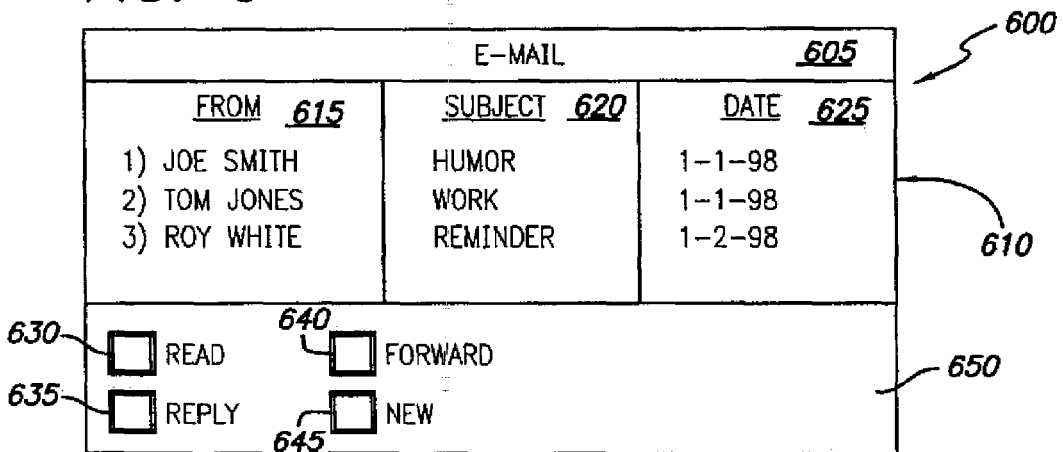 600
E-MAIL 605
FROM 615 SUBJECT 620 DATE 625
1) JOE SMITH HUMOR 1-1-98
2) TOM JONES WORK 1-1-98
3) ROY WHITE REMINDER 1-2-98
610
630 READ 640 FORWARD
650
635 REPLY 645 NEW